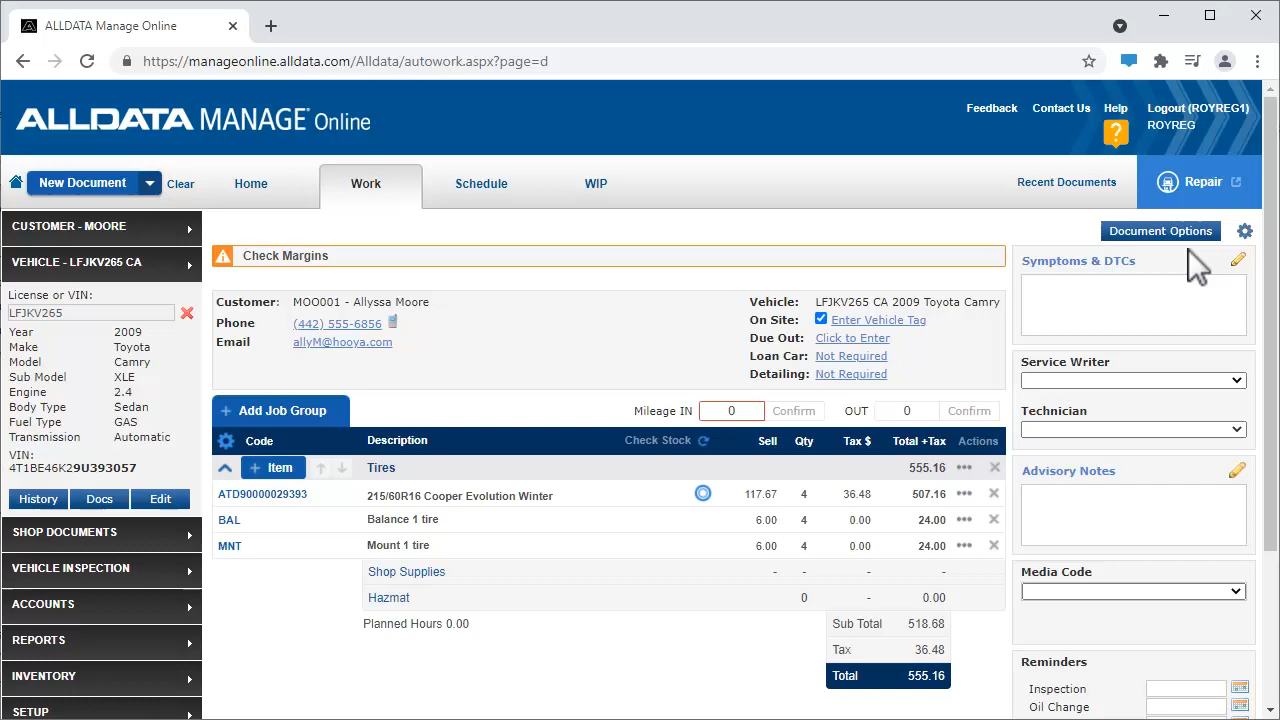 ALLDATA Manage Online
https://manageonline.alldata.com/Alldata/autowork.aspx?page=d
ALLDATA MANAGE Online
Feedback Contact Us Help Logout (ROYREG1)
? ROYREG
New Document Clear Home Work Schedule WIP Recent Documents Repair
CUSTOMER - MOORE
VEHICLE - LFJKV265 CA
License or VIN:
LFJKV265
Year 2009
Make Toyota
Model Camry
Sub Model XLE
Engine 2.4
Body Type Sedan
Fuel Type GAS
Transmission Automatic
VIN:
4T1BE46K29U393057
History Docs Edit
SHOP DOCUMENTS
VEHICLE INSPECTION
ACCOUNTS
REPORTS
INVENTORY
SETUP
Document Options
Check Margins
Customer: MOO001 - Allyssa Moore
Phone (442) 555-6856
Email allyM@hooya.com
Vehicle: LFJKV265 CA 2009 Toyota Camry
On Site: Enter Vehicle Tag
Due Out: Click to Enter
Loan Car: Not Required
Detailing: Not Required
+ Add Job Group Mileage IN 0 Confirm OUT 0 Confirm
Code Description Check Stock Sell Qty Tax $ Total +Tax Actions
+ Item Tires 555.16
ATD90000029393 215/60R16 Cooper Evolution Winter 117.67 4 36.48 507.16
BAL Balance 1 tire 6.00 4 0.00 24.00
MNT Mount 1 tire 6.00 4 0.00 24.00
Shop Supplies - - - -
Hazmat 0 - 0.00
Planned Hours 0.00 Sub Total 518.68
Tax 36.48
Total 555.16
Symptoms & DTCs
Service Writer
Technician
Advisory Notes
Media Code
Reminders
Inspection
Oil Change